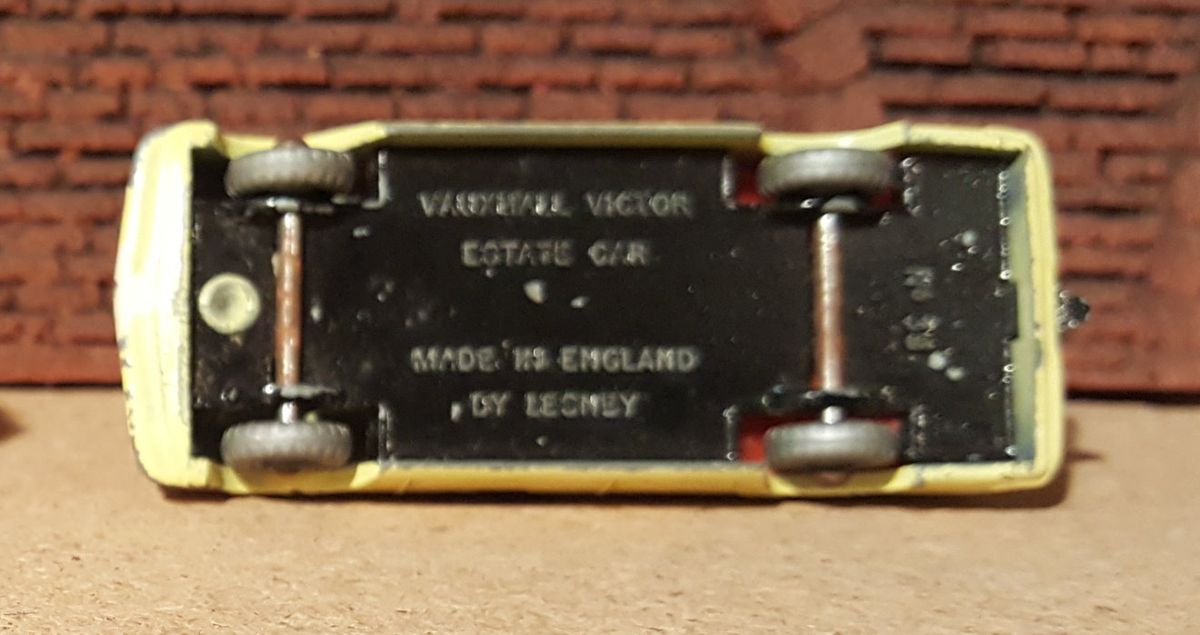 VAUXHALL VICTOR
ESTATE CAR
MADE IN ENGLAND
BY LESNEY